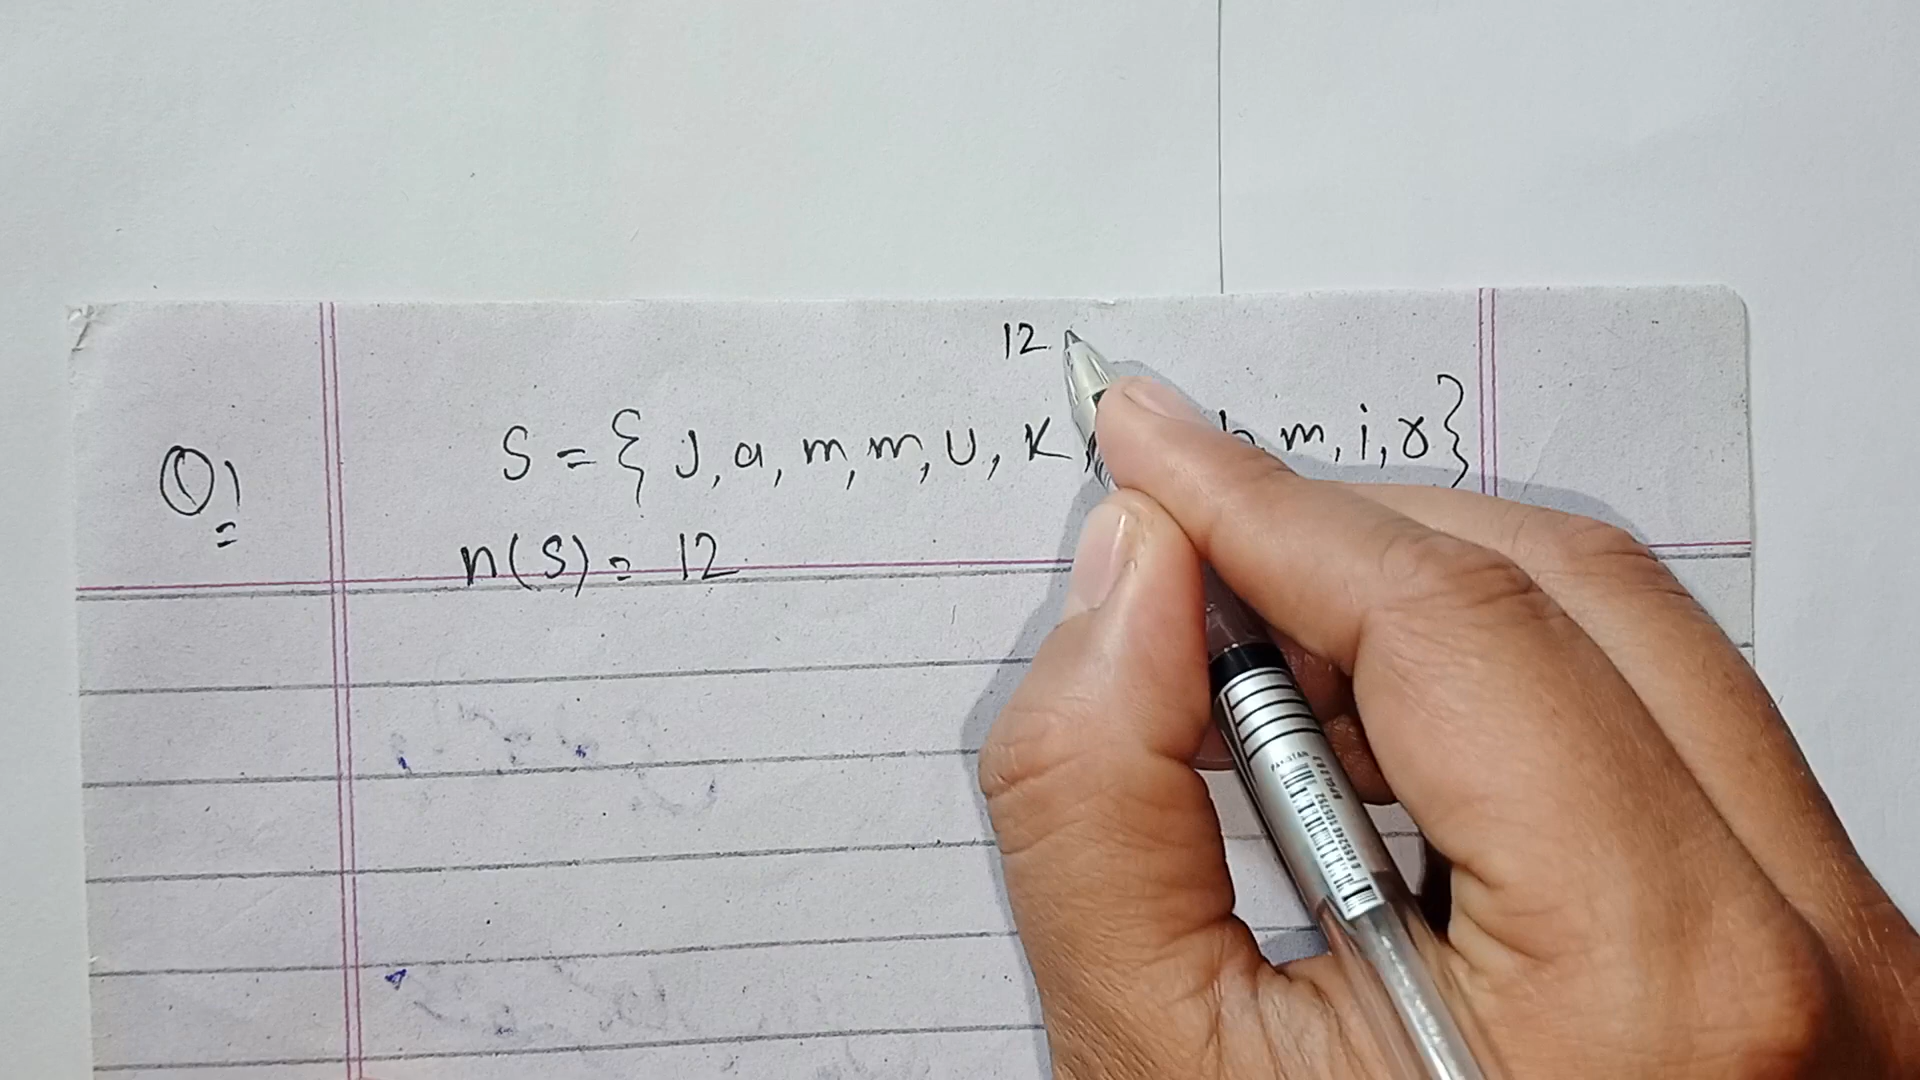 12
Q1 S = { J, a, m, m, u, K, h, m, i, r }
n(S) = 12